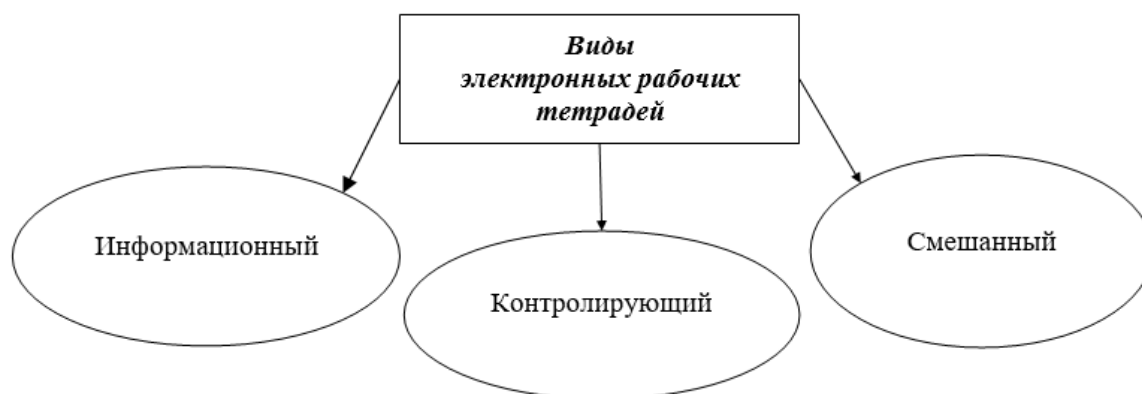 Виды
электронных рабочих
тетрадей
Информационный
Контролирующий
Смешанный